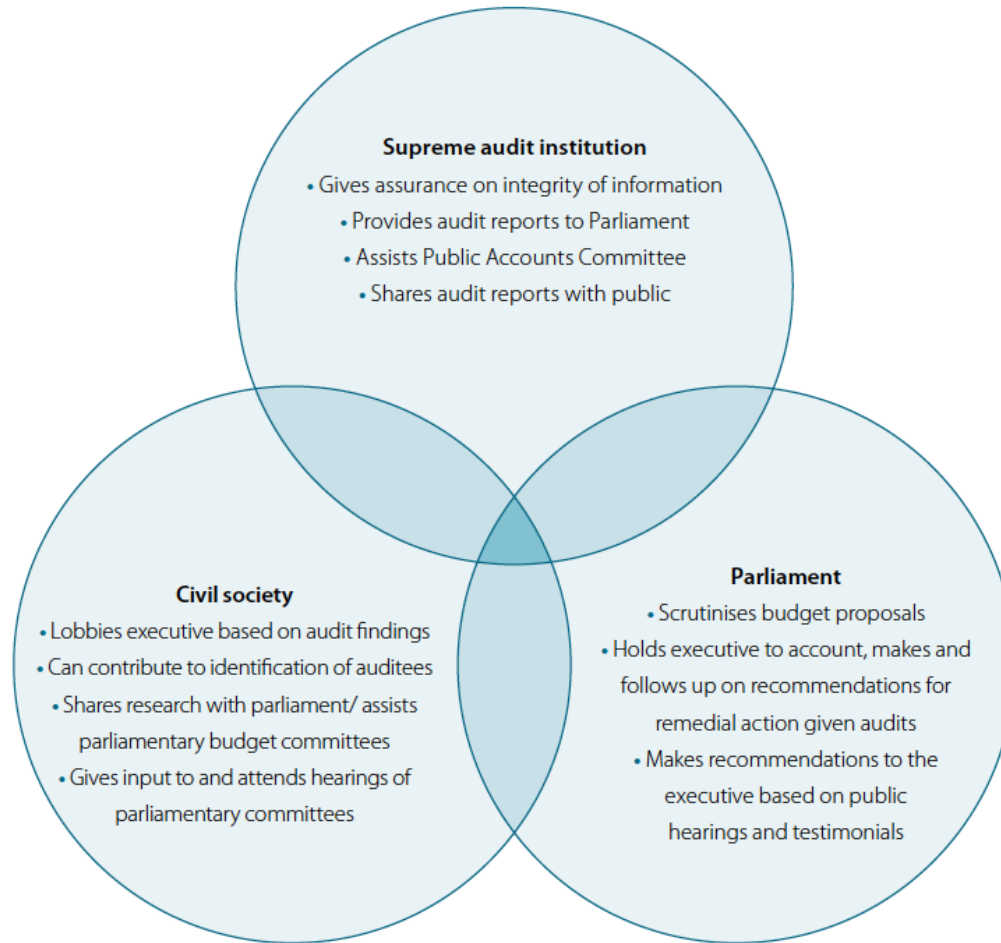 Supreme audit institution
• Gives assurance on integrity of information
• Provides audit reports to Parliament
• Assists Public Accounts Committee
• Shares audit reports with public
Civil society
• Lobbies executive based on audit findings
• Can contribute to identification of auditees
• Shares research with parliament/ assists
parliamentary budget committees
• Gives input to and attends hearings of
parliamentary committees
Parliament
• Scrutinises budget proposals
• Holds executive to account, makes and
follows up on recommendations for
remedial action given audits
• Makes recommendations to the
executive based on public
hearings and testimonials